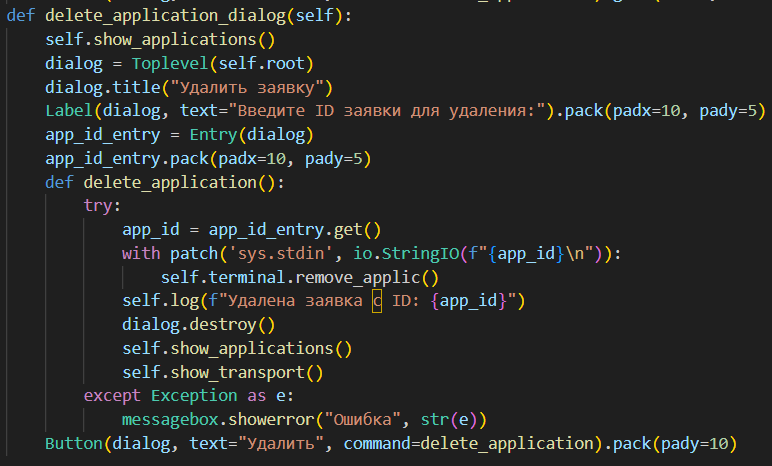 def delete_application_dialog(self):
    self.show_applications()
    dialog = Toplevel(self.root)
    dialog.title("Удалить заявку")
    Label(dialog, text="Введите ID заявки для удаления:").pack(padx=10, pady=5)
    app_id_entry = Entry(dialog)
    app_id_entry.pack(padx=10, pady=5)
    def delete_application():
        try:
            app_id = app_id_entry.get()
            with patch('sys.stdin', io.StringIO(f"{app_id}\n")):
                self.terminal.remove_applic()
            self.log(f"Удалена заявка с ID: {app_id}")
            dialog.destroy()
            self.show_applications()
            self.show_transport()
        except Exception as e:
            messagebox.showerror("Ошибка", str(e))
    Button(dialog, text="Удалить", command=delete_application).pack(pady=10)